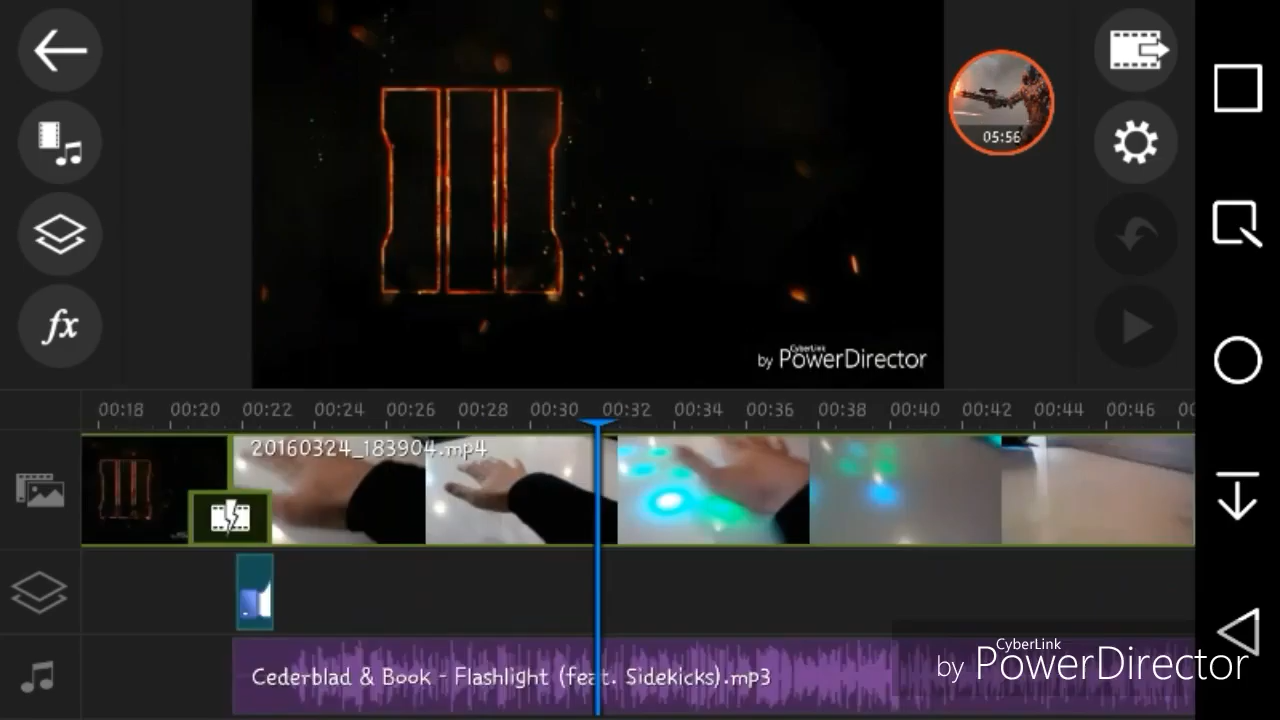 05:56
fx
CyberLink
by PowerDirector
00:18 00:20 00:22 00:24 00:26 00:28 00:30 00:32 00:34 00:36 00:38 00:40 00:42 00:44 00:46
20160324_183904.mp4
Cederblad & Book - Flashlight (feat. Sidekicks).mp3
CyberLink
by PowerDirector